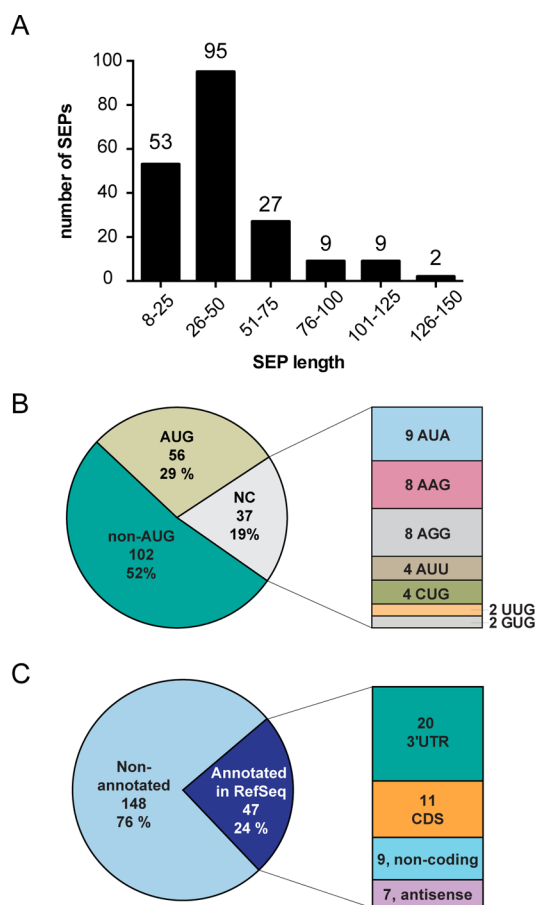 A
number of SEPs
100
80
60
40
20
0
53
95
27
9
9
2
8-25
26-50
51-75
76-100
101-125
126-150
SEP length
B
AUG
56
29 %
NC
37
19%
non-AUG
102
52%
9 AUA
8 AAG
8 AGG
4 AUU
4 CUG
2 UUG
2 GUG
C
Non-
annotated
148
76 %
Annotated
in RefSeq
47
24 %
20
3'UTR
11
CDS
9, non-coding
7, antisense